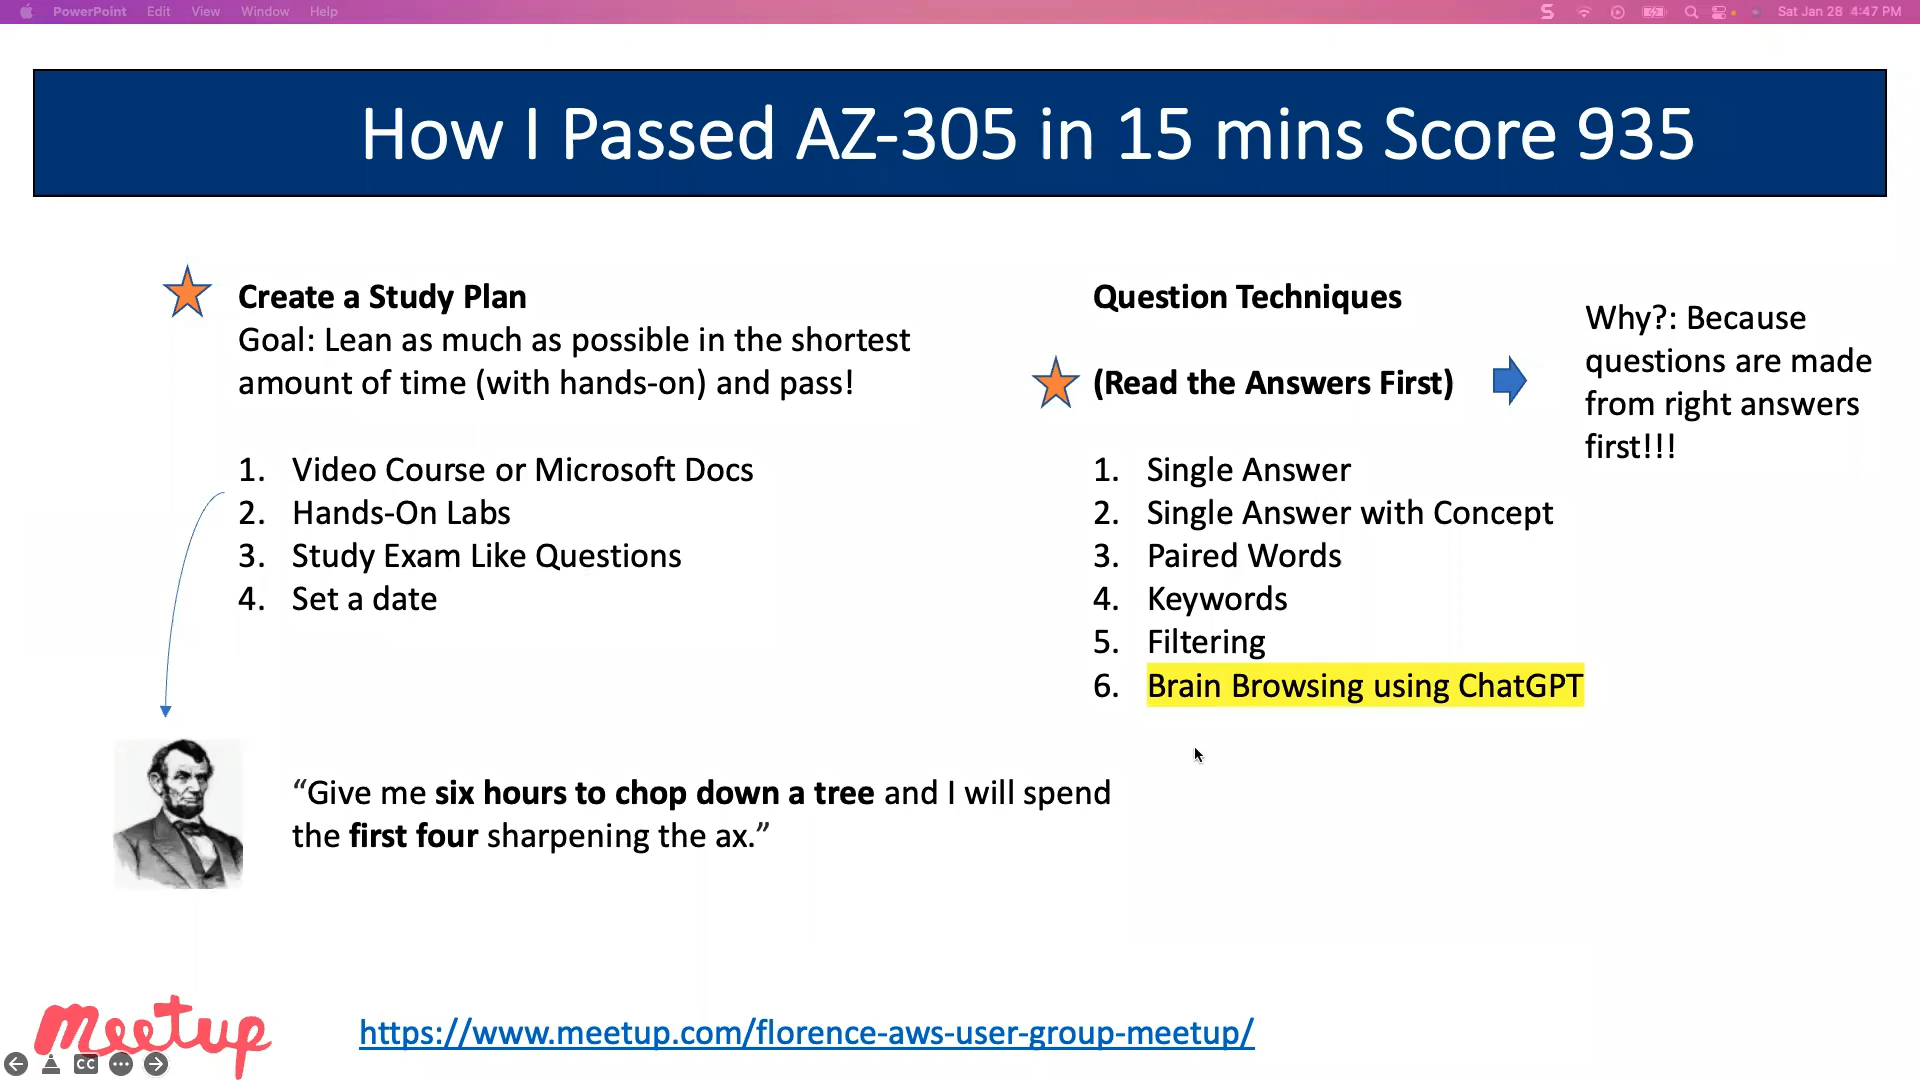 PowerPoint Edit View Window Help
Sat Jan 28 4:47 PM
How I Passed AZ-305 in 15 mins Score 935
Create a Study Plan
Goal: Lean as much as possible in the shortest
amount of time (with hands-on) and pass!
1. Video Course or Microsoft Docs
2. Hands-On Labs
3. Study Exam Like Questions
4. Set a date
“Give me six hours to chop down a tree and I will spend
the first four sharpening the ax.”
Question Techniques
(Read the Answers First)
1. Single Answer
2. Single Answer with Concept
3. Paired Words
4. Keywords
5. Filtering
6. Brain Browsing using ChatGPT
Why?: Because
questions are made
from right answers
first!!!
meetup
CC
https://www.meetup.com/florence-aws-user-group-meetup/